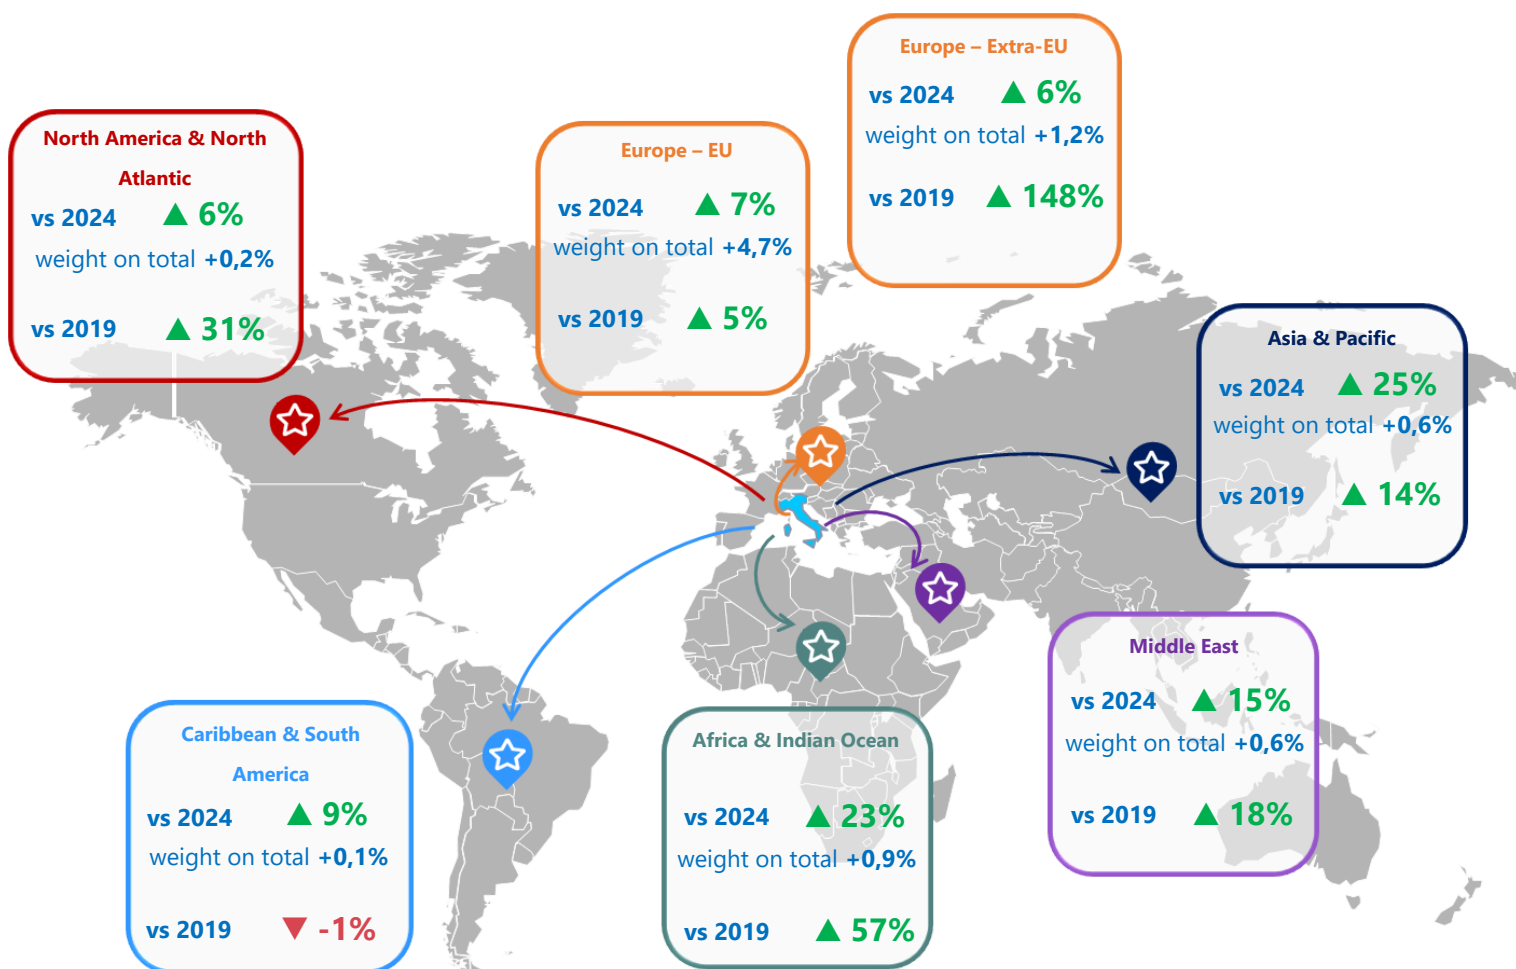 Europe – Extra-EU
vs 2024 ▲ 6%
weight on total +1,2%
vs 2019 ▲ 148%
North America & North
Atlantic
vs 2024 ▲ 6%
weight on total +0,2%
vs 2019 ▲ 31%
Europe – EU
vs 2024 ▲ 7%
weight on total +4,7%
vs 2019 ▲ 5%
Asia & Pacific
vs 2024 ▲ 25%
weight on total +0,6%
vs 2019 ▲ 14%
Middle East
vs 2024 ▲ 15%
weight on total +0,6%
vs 2019 ▲ 18%
Caribbean & South
America
vs 2024 ▲ 9%
weight on total +0,1%
vs 2019 ▼ -1%
Africa & Indian Ocean
vs 2024 ▲ 23%
weight on total +0,9%
vs 2019 ▲ 57%